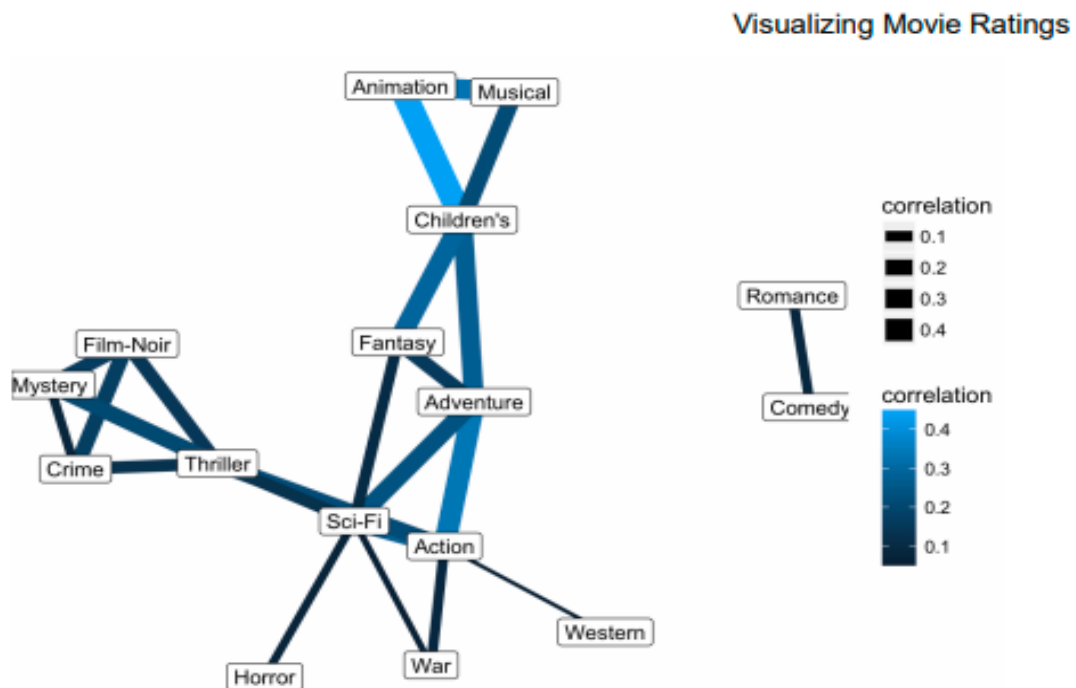 Visualizing Movie Ratings
Animation
Musical
Children's
correlation
0.1
0.2
0.3
0.4
Romance
Film-Noir
Fantasy
Mystery
Adventure
Comedy
correlation
0.4
0.3
0.2
0.1
Crime
Thriller
Sci-Fi
Action
Western
War
Horror